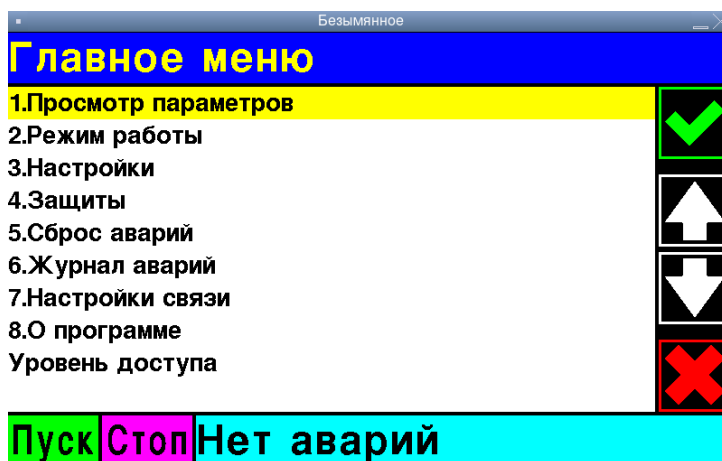 Безымянное
Главное меню
1.Просмотр параметров
2.Режим работы
3.Настройки
4.Защиты
5.Сброс аварий
6.Журнал аварий
7.Настройки связи
8.О программе
Уровень доступа
Пуск Стоп Нет аварий